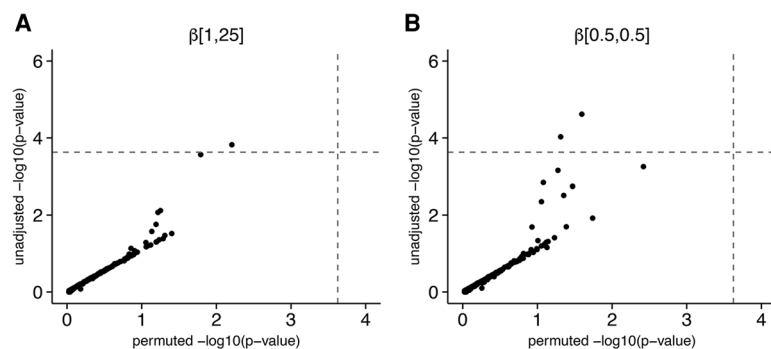 A
β[1,25]
unadjusted −log10(p−value)
6
4
2
0
0 1 2 3 4
permuted −log10(p−value)
B
β[0.5,0.5]
unadjusted −log10(p−value)
6
4
2
0
0 1 2 3 4
permuted −log10(p−value)